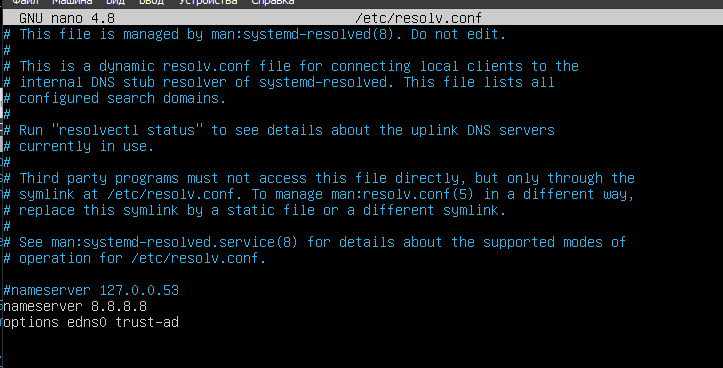 Файл Машина Вид Ввод Устройства Справка
GNU nano 4.8 /etc/resolv.conf
# This file is managed by man:systemd-resolved(8). Do not edit.
#
# This is a dynamic resolv.conf file for connecting local clients to the
# internal DNS stub resolver of systemd-resolved. This file lists all
# configured search domains.
#
# Run "resolvectl status" to see details about the uplink DNS servers
# currently in use.
#
# Third party programs must not access this file directly, but only through the
# symlink at /etc/resolv.conf. To manage man:resolv.conf(5) in a different way,
# replace this symlink by a static file or a different symlink.
#
# See man:systemd-resolved.service(8) for details about the supported modes of
# operation for /etc/resolv.conf.
#nameserver 127.0.0.53
nameserver 8.8.8.8
options edns0 trust-ad